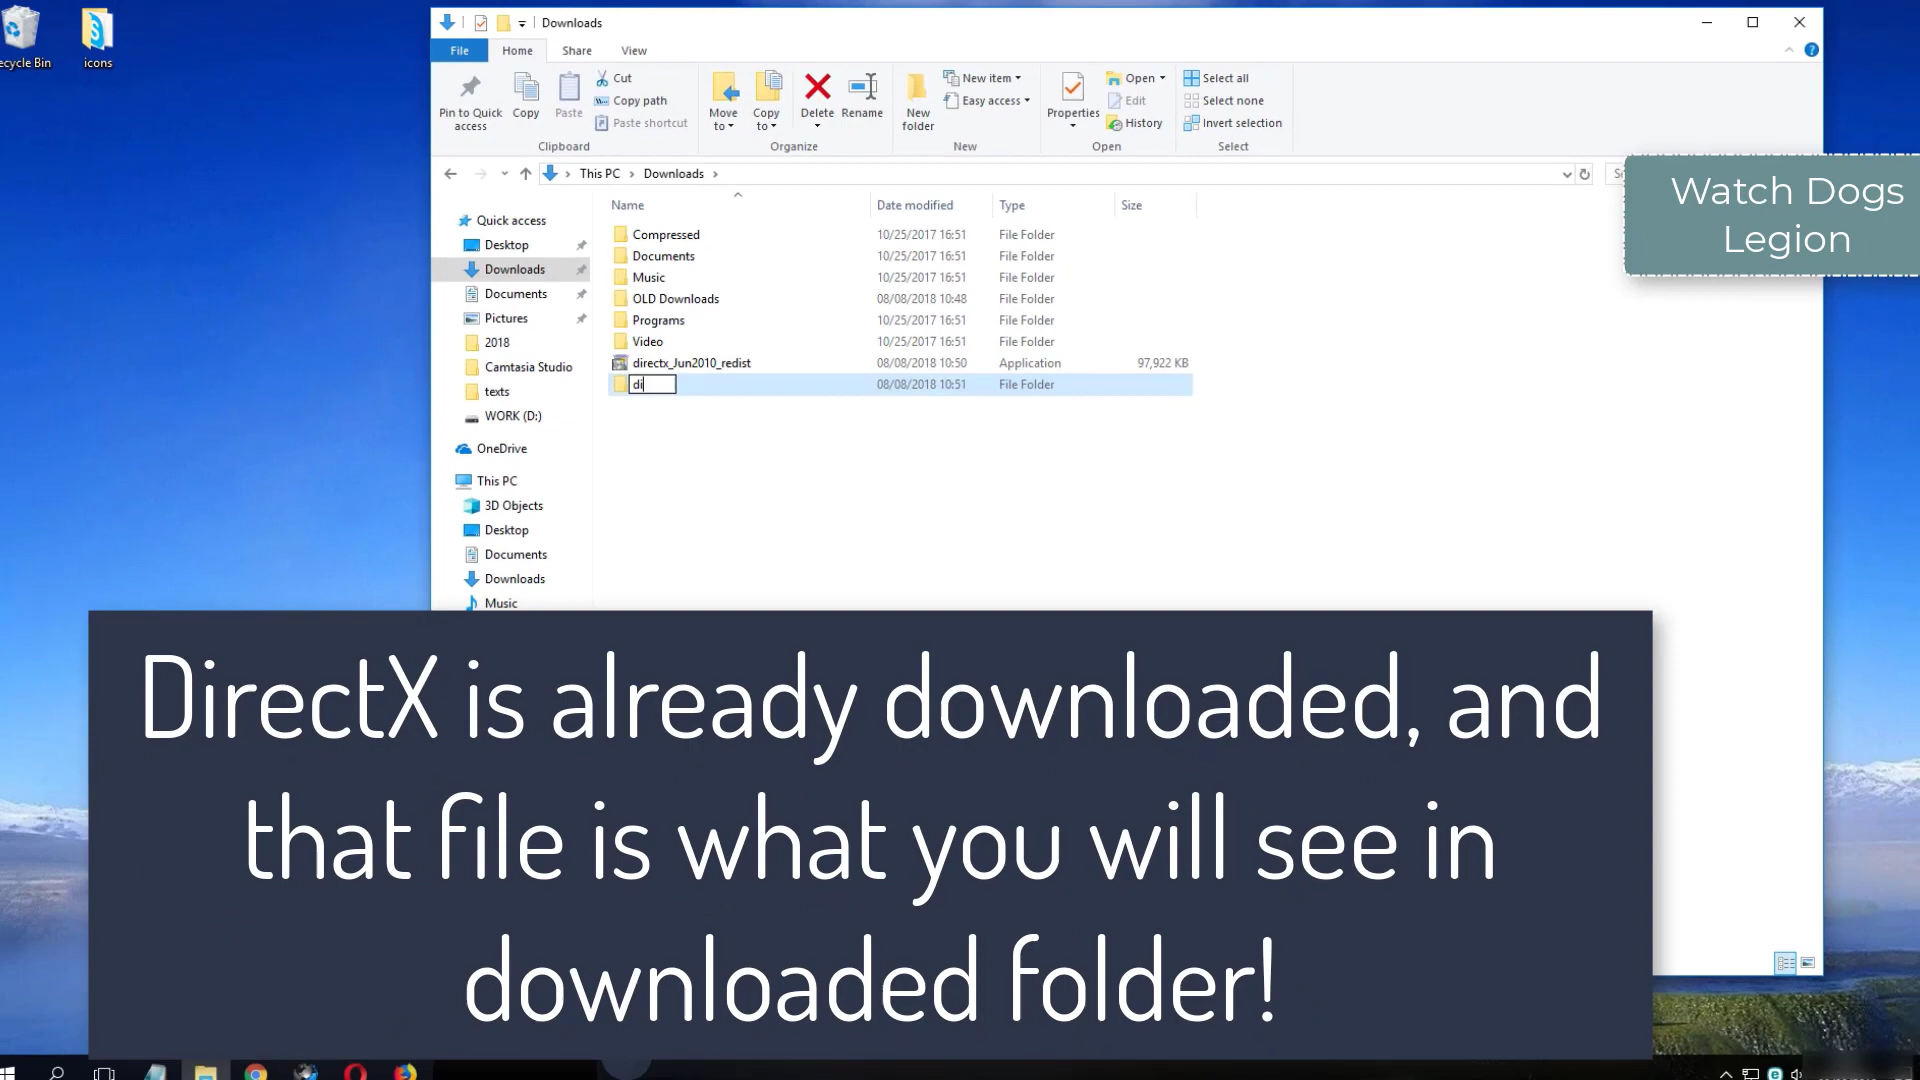 Recycle Bin
icons
Downloads
File
Home
Share
View
Pin to Quick access
Copy
Paste
Cut
Copy path
Paste shortcut
Clipboard
Move to
Copy to
Delete
Rename
Organize
New folder
New item
Easy access
New
Properties
Open
Edit
History
Open
Select all
Select none
Invert selection
Select
This PC > Downloads >
Watch Dogs
Legion
Name Date modified Type Size
Compressed 10/25/2017 16:51 File Folder
Documents 10/25/2017 16:51 File Folder
Music 10/25/2017 16:51 File Folder
OLD Downloads 08/08/2018 10:48 File Folder
Programs 10/25/2017 16:51 File Folder
Video 10/25/2017 16:51 File Folder
directx_Jun2010_redist 08/08/2018 10:50 Application 97,922 KB
di 08/08/2018 10:51 File Folder
Quick access
Desktop
Downloads
Documents
Pictures
2018
Camtasia Studio
texts
WORK (D:)
OneDrive
This PC
3D Objects
Desktop
Documents
Downloads
Music
DirectX is already downloaded, and
that file is what you will see in
downloaded folder!